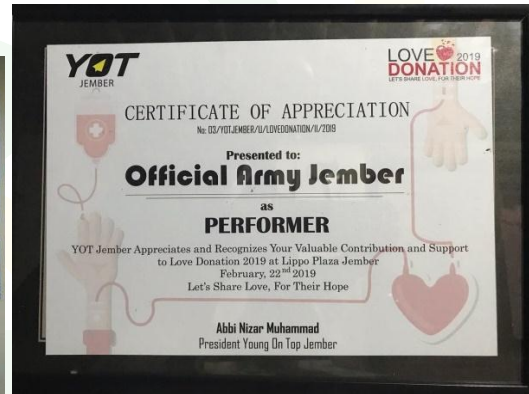 YOT
JEMBER
LOVE 2019
DONATION
LET'S SHARE LOVE, FOR THEIR HOPE
CERTIFICATE OF APPRECIATION
No: 03/YOTJEMBER/U/LOVEDONATION/II/2019
Presented to:
Official Army Jember
as
PERFORMER
YOT Jember Appreciates and Recognizes Your Valuable Contribution and Support
to Love Donation 2019 at Lippo Plaza Jember
February, 22nd 2019
Let's Share Love, For Their Hope
Abbi Nizar Muhammad
President Young On Top Jember